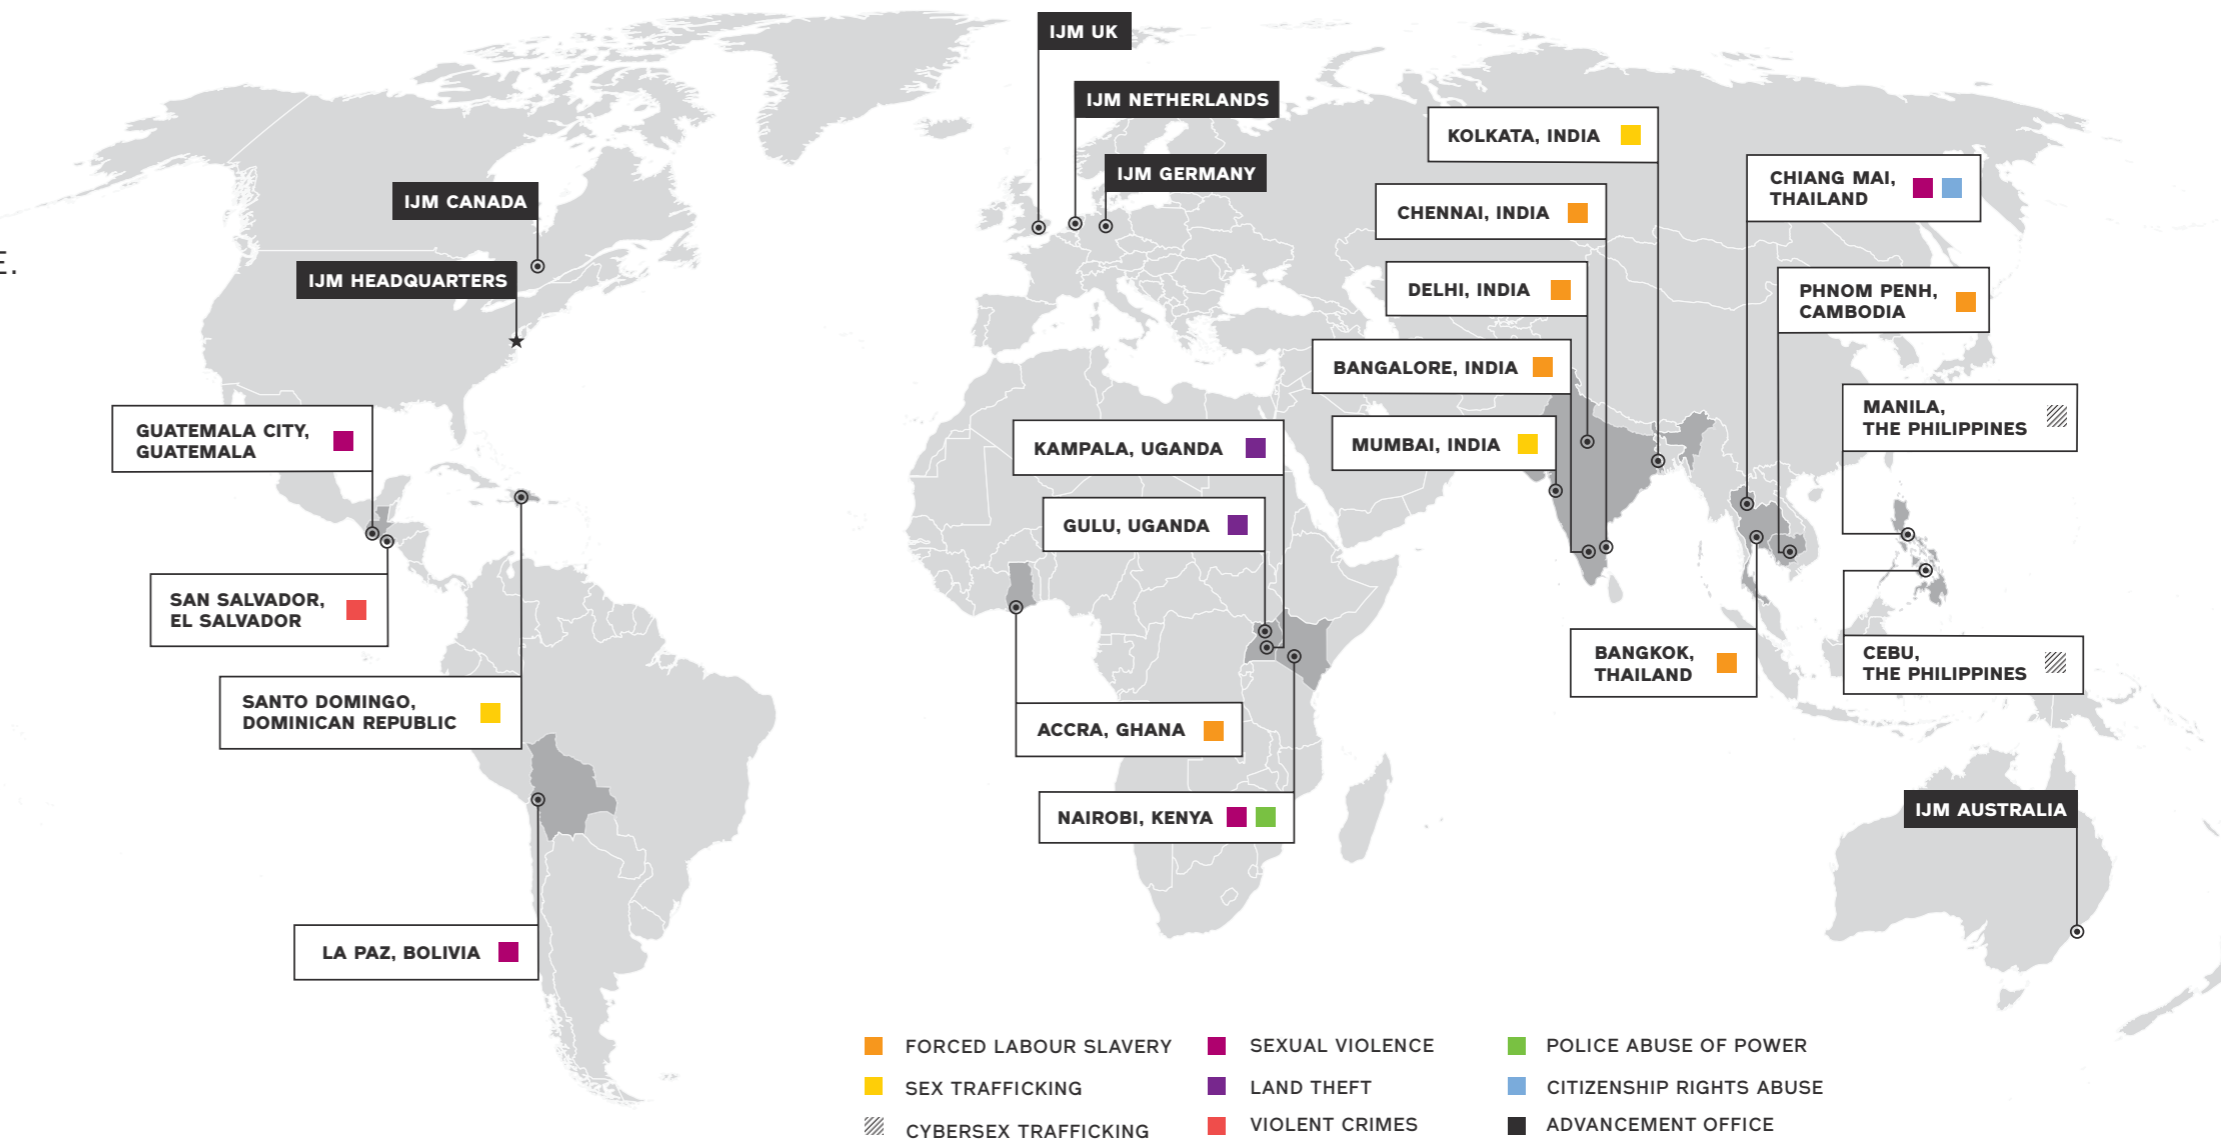 E.
IJM UK
IJM NETHERLANDS
IJM GERMANY
IJM CANADA
IJM HEADQUARTERS
GUATEMALA CITY,
GUATEMALA
SAN SALVADOR,
EL SALVADOR
SANTO DOMINGO,
DOMINICAN REPUBLIC
LA PAZ, BOLIVIA
KAMPALA, UGANDA
GULU, UGANDA
ACCRA, GHANA
NAIROBI, KENYA
KOLKATA, INDIA
CHENNAI, INDIA
DELHI, INDIA
BANGALORE, INDIA
MUMBAI, INDIA
CHIANG MAI,
THAILAND
PHNOM PENH,
CAMBODIA
MANILA,
THE PHILIPPINES
BANGKOK,
THAILAND
CEBU,
THE PHILIPPINES
IJM AUSTRALIA
FORCED LABOUR SLAVERY
SEX TRAFFICKING
CYBERSEX TRAFFICKING
SEXUAL VIOLENCE
LAND THEFT
VIOLENT CRIMES
POLICE ABUSE OF POWER
CITIZENSHIP RIGHTS ABUSE
ADVANCEMENT OFFICE